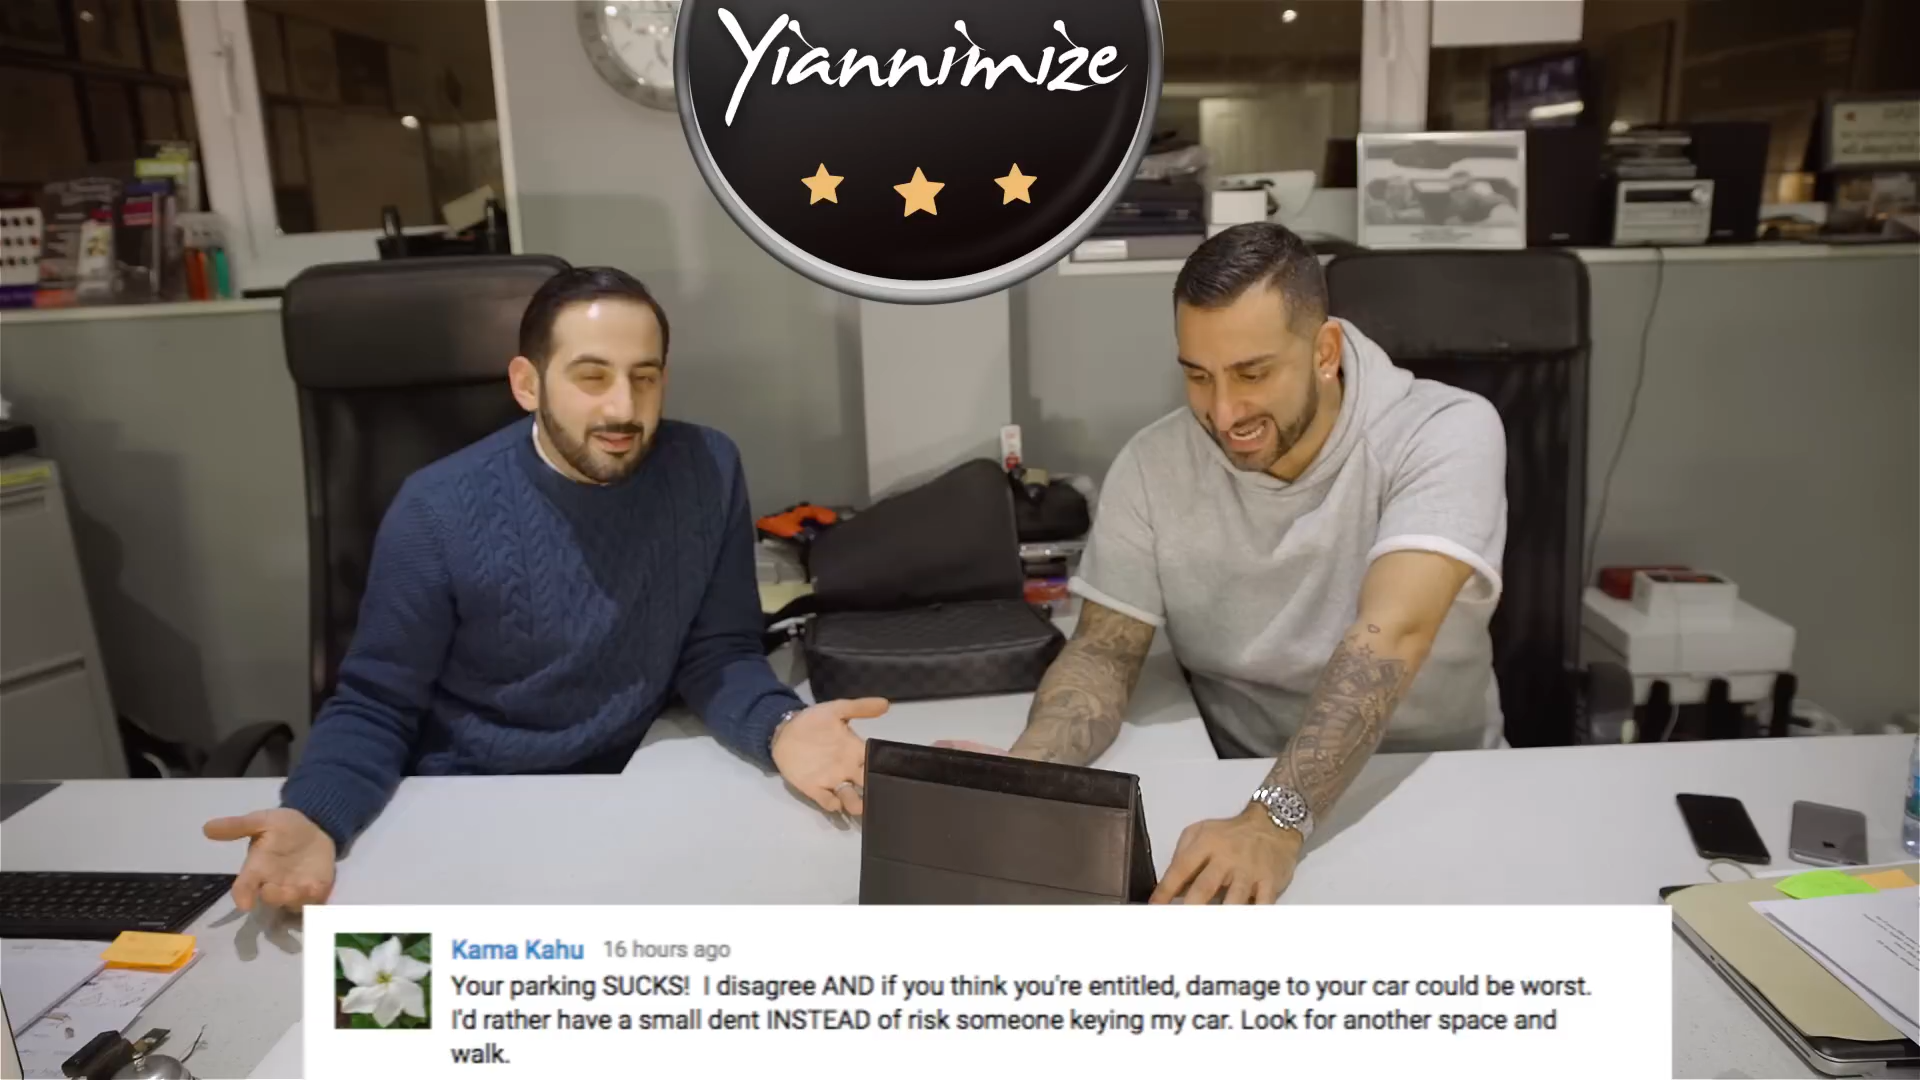 Yiannimize
Kama Kahu 16 hours ago
Your parking SUCKS! I disagree AND if you think you're entitled, damage to your car could be worst.
I'd rather have a small dent INSTEAD of risk someone keying my car. Look for another space and
walk.